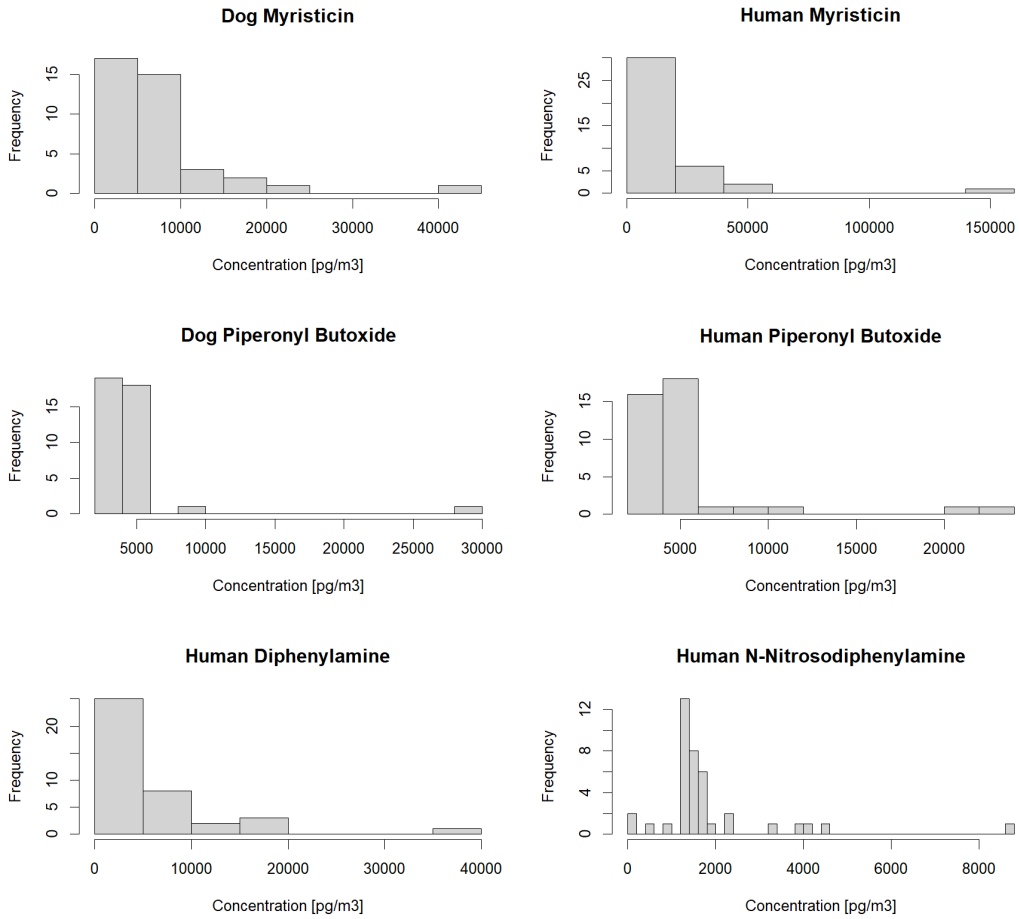 Dog Myristicin
Frequency
0 5 10 15
0 10000 20000 30000 40000
Concentration [pg/m3]
Human Myristicin
Frequency
0 5 15 25
0 50000 100000 150000
Concentration [pg/m3]
Dog Piperonyl Butoxide
Frequency
0 5 10 15
5000 10000 15000 20000 25000 30000
Concentration [pg/m3]
Human Piperonyl Butoxide
Frequency
0 5 10 15
5000 10000 15000 20000
Concentration [pg/m3]
Human Diphenylamine
Frequency
0 5 10 20
0 10000 20000 30000 40000
Concentration [pg/m3]
Human N-Nitrosodiphenylamine
Frequency
0 4 8 12
0 2000 4000 6000 8000
Concentration [pg/m3]